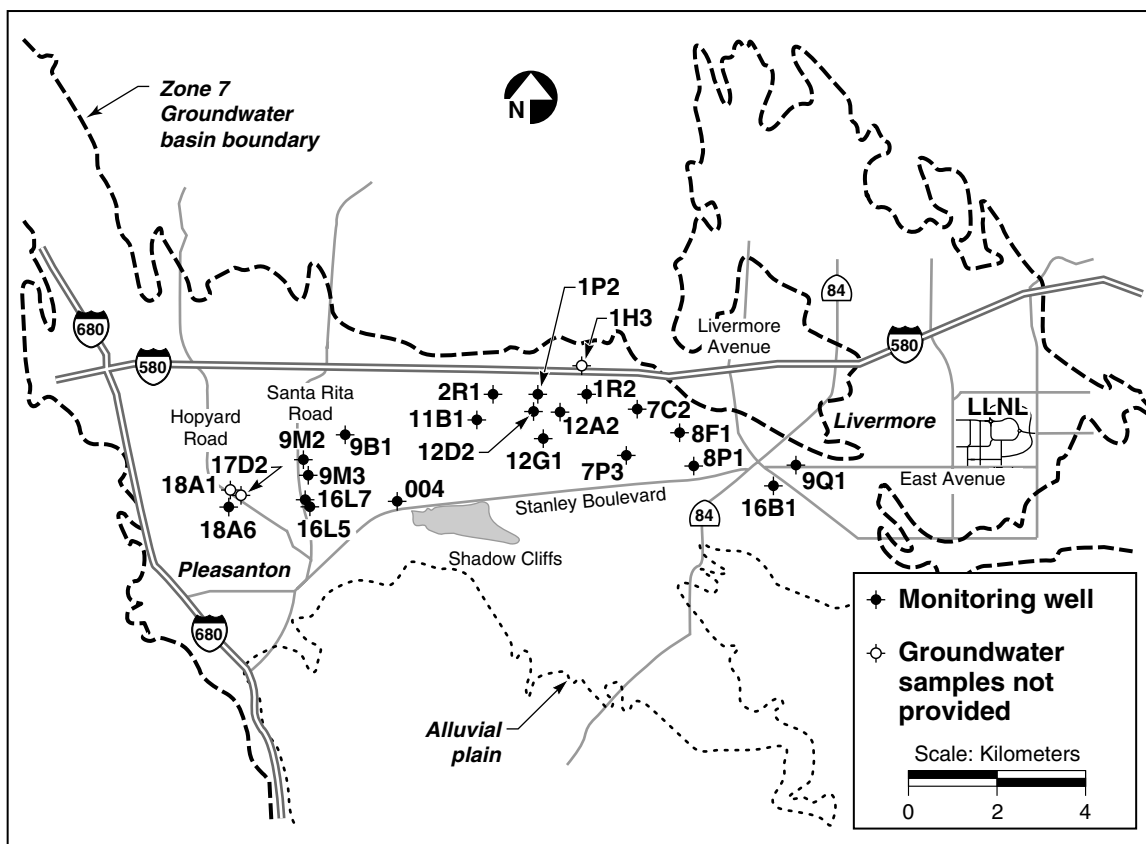 Zone 7
Groundwater
basin boundary
N
1P2
1H3
84
Livermore
Avenue
680
580
580
Santa Rita
Road
2R1
1R2
Hopyard
Road
11B1
7C2
Livermore
LLNL
9M2
9B1
12D2
12A2
8F1
17D2
12G1
18A1
9M3
7P3
8P1
9Q1
East Avenue
16L7
004
Stanley Boulevard
16B1
18A6
16L5
84
Pleasanton
Shadow Cliffs
680
Alluvial
plain
Monitoring well
Groundwater
samples not
provided
Scale: Kilometers
0 2 4